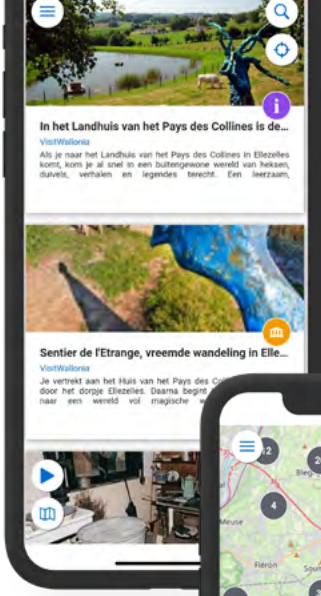 In het Landhuis van het Pays des Collines is de...
VisitWallonia
Als je naar het Landhuis van het Pays des Collines in Ellezelles
komt, kom je al snel in een buitengewone wereld van heksen,
duivels, verhalen en legendes terecht. Een leerzaam,
Sentier de l'Etrange, vreemde wandeling in Elle...
VisitWallonia
Je vertrekt aan het Huis van het Pays des
door het dorpje Ellezelles. Daarna begint
naar een wereld vol magische
12
4
Meuse
Fléron